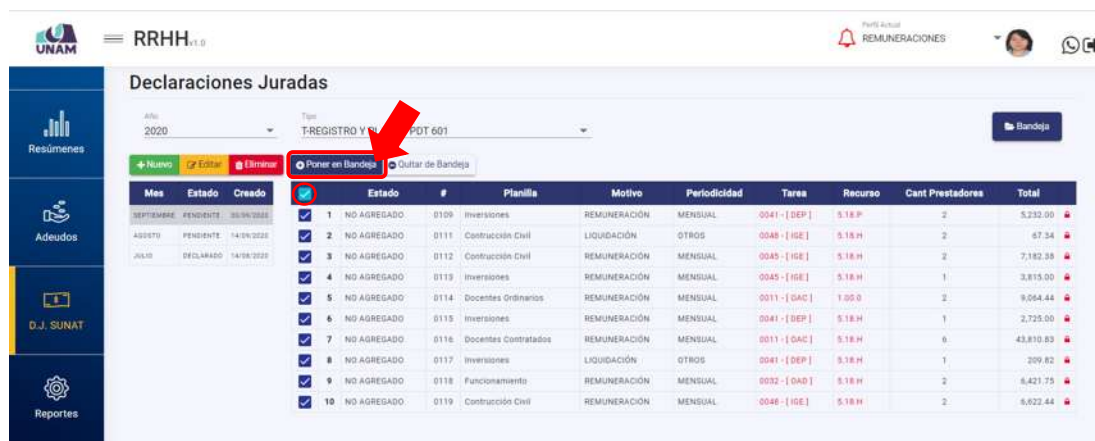 UNAM
RRHH v1.0
Perfil Actual
REMUNERACIONES
Declaraciones Juradas
Resúmenes
Adeudos
D.J. SUNAT
Reportes
Año
2020
Tipo
T-REGISTRO Y PDT 601
Bandeja
Nuevo Editar Eliminar Poner en Bandeja Quitar de Bandeja
Mes Estado Creado
SEPTIEMBRE PENDIENTE
AGOSTO PENDIENTE 14/09/2020
JULIO DECLARADO 14/08/2020
Estado # Planilla Motivo Periodicidad Tarea Recurso Cant Prestadores Total
1 NO AGREGADO 0109 Inversiones REMUNERACIÓN MENSUAL 0041 - [ DEP ] 5.18.P 2 5,232.00
2 NO AGREGADO 0111 Contrucción Civil LIQUIDACIÓN OTROS 0048 - [ IGE ] 5.18.H 2 67.54
3 NO AGREGADO 0112 Contrucción Civil REMUNERACIÓN MENSUAL 0045 - [ IGE ] 5.18.H 2 7,182.38
4 NO AGREGADO 0113 Inversiones REMUNERACIÓN MENSUAL 0045 - [ IGE ] 5.18.H 1 3,815.00
5 NO AGREGADO 0114 Docentes Ordinarios REMUNERACIÓN MENSUAL 0011 - [ GAC ] 1.00.0 2 9,064.44
6 NO AGREGADO 0115 Inversiones REMUNERACIÓN MENSUAL 0041 - [ DEP ] 5.18.H 1 2,725.00
7 NO AGREGADO 0116 Docentes Contratados REMUNERACIÓN MENSUAL 0011 - [ GAC ] 5.18.H 6 43,810.83
8 NO AGREGADO 0117 Inversiones LIQUIDACIÓN OTROS 0041 - [ DEP ] 5.18.H 1 209.82
9 NO AGREGADO 0118 Funcionamiento REMUNERACIÓN MENSUAL 0032 - [ OAD ] 5.18.H 2 6,421.75
10 NO AGREGADO 0119 Contrucción Civil REMUNERACIÓN MENSUAL 0048 - [ IGE ] 5.18.H 2 6,622.44